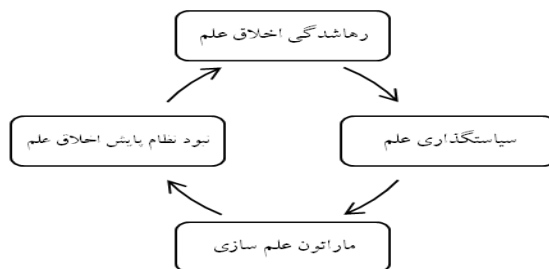 رهاشدگی اخلاق علم
سیاستگذاری علم
ماراتون علم سازی
نبود نظام پایش اخلاق علم